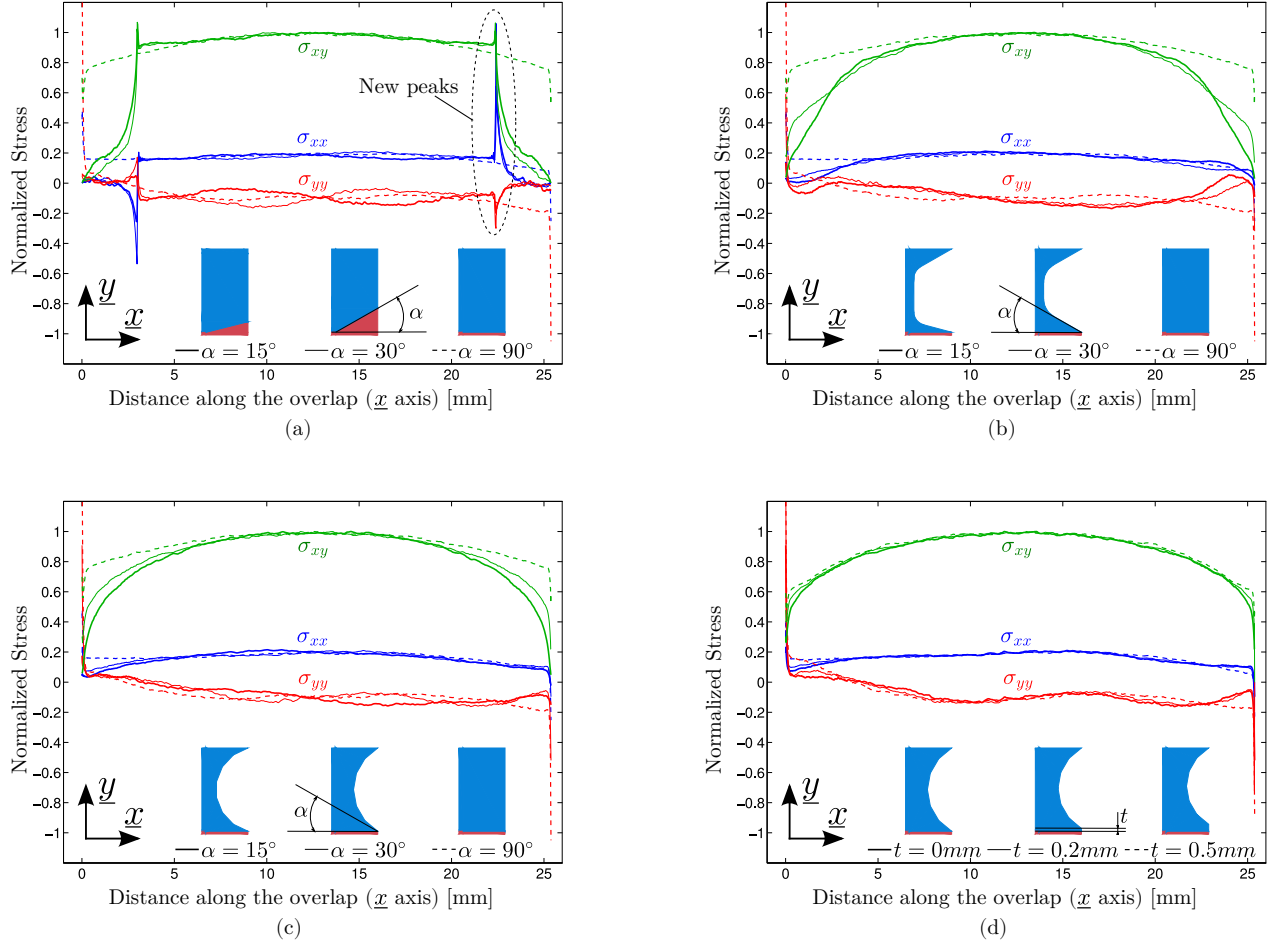 1
0.8
0.6
0.4
0.2
0
−0.2
−0.4
−0.6
−0.8
−1
Normalized Stress
σxy
New peaks
σxx
σyy
y
x
α
α = 15° α = 30° α = 90°
0 5 10 15 20 25
Distance along the overlap (x axis) [mm]
(a)
1
0.8
0.6
0.4
0.2
0
−0.2
−0.4
−0.6
−0.8
−1
Normalized Stress
σxy
σxx
σyy
y
x
α
α = 15° α = 30° α = 90°
0 5 10 15 20 25
Distance along the overlap (x axis) [mm]
(b)
1
0.8
0.6
0.4
0.2
0
−0.2
−0.4
−0.6
−0.8
−1
Normalized Stress
σxy
σxx
σyy
y
x
α
α = 15° α = 30° α = 90°
0 5 10 15 20 25
Distance along the overlap (x axis) [mm]
(c)
1
0.8
0.6
0.4
0.2
0
−0.2
−0.4
−0.6
−0.8
−1
Normalized Stress
σxy
σxx
σyy
y
x
t
t = 0mm t = 0.2mm t = 0.5mm
0 5 10 15 20 25
Distance along the overlap (x axis) [mm]
(d)